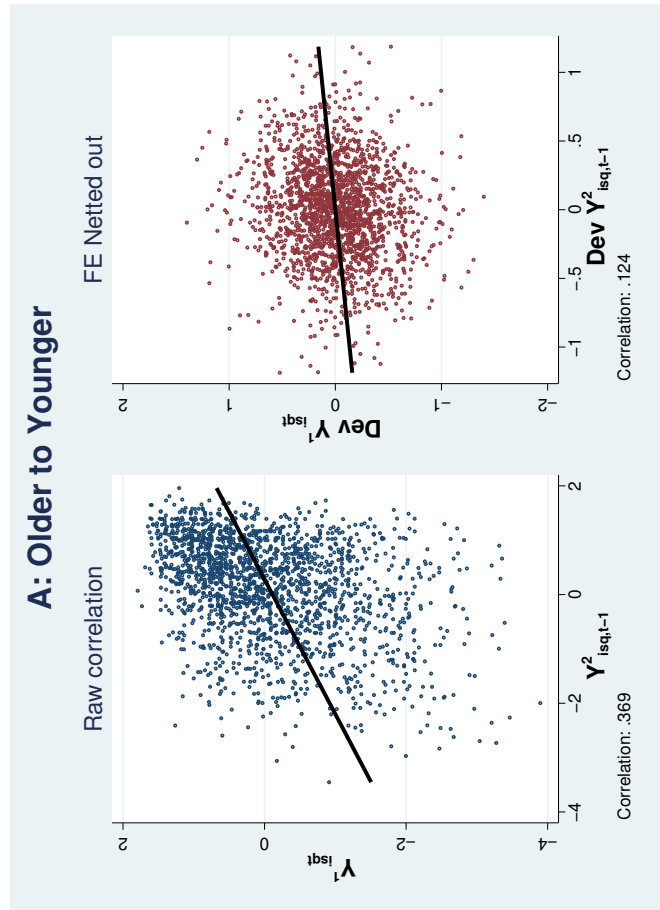 A: Older to Younger
Raw correlation
2
0
−2
−4
Y¹isqt
−4
−2
0
2
Y²isq,t−1
Correlation: .369
FE Netted out
2
1
0
−1
−2
Dev Y¹isqt
−1
−.5
0
.5
1
Dev Y²isq,t−1
Correlation: .124